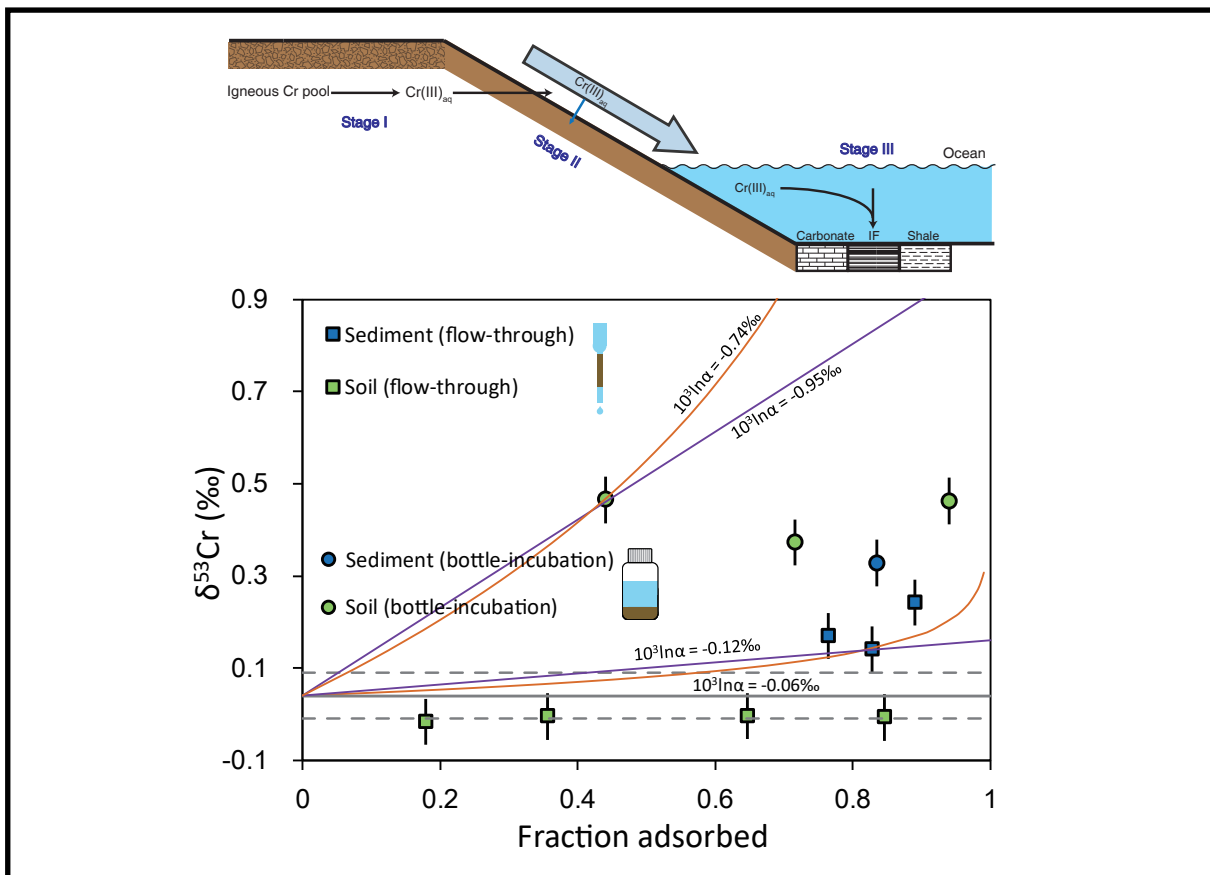 Igneous Cr pool
Cr(III)aq
Stage I
Cr(III)aq
Stage II
Stage III
Ocean
Cr(III)aq
Carbonate IF Shale
0.9
0.7
0.5
0.3
0.1
-0.1
δ⁵³Cr (‰)
Sediment (flow-through)
Soil (flow-through)
10³lnα = -0.74‰
10³lnα = -0.95‰
Sediment (bottle-incubation)
Soil (bottle-incubation)
10³lnα = -0.12‰
10³lnα = -0.06‰
0 0.2 0.4 0.6 0.8 1
Fraction adsorbed